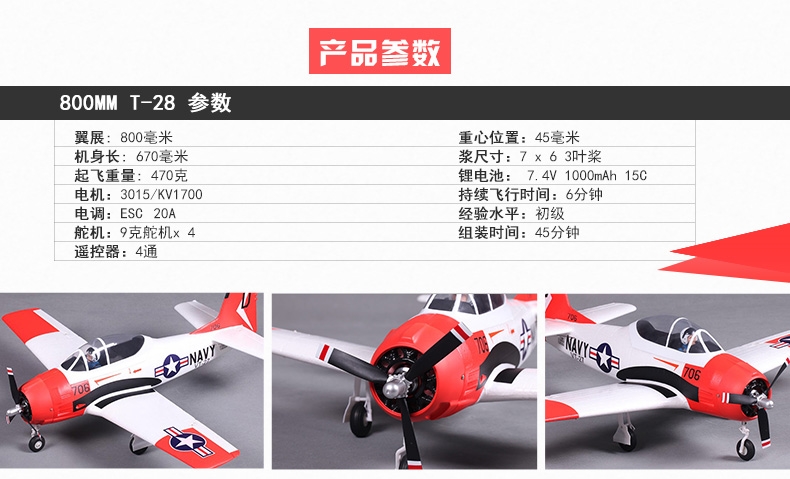 产品参数
800MM T-28 参数
翼展: 800毫米
机身长: 670毫米
起飞重量: 470克
电机: 3015/KV1700
电调: ESC 20A
舵机: 9克舵机x 4
遥控器: 4通
重心位置: 45毫米
浆尺寸: 7 x 6 3叶桨
锂电池: 7.4V 1000mAh 15C
持续飞行时间: 6分钟
经验水平: 初级
组装时间: 45分钟
NAVY
706
706
NAVY
706